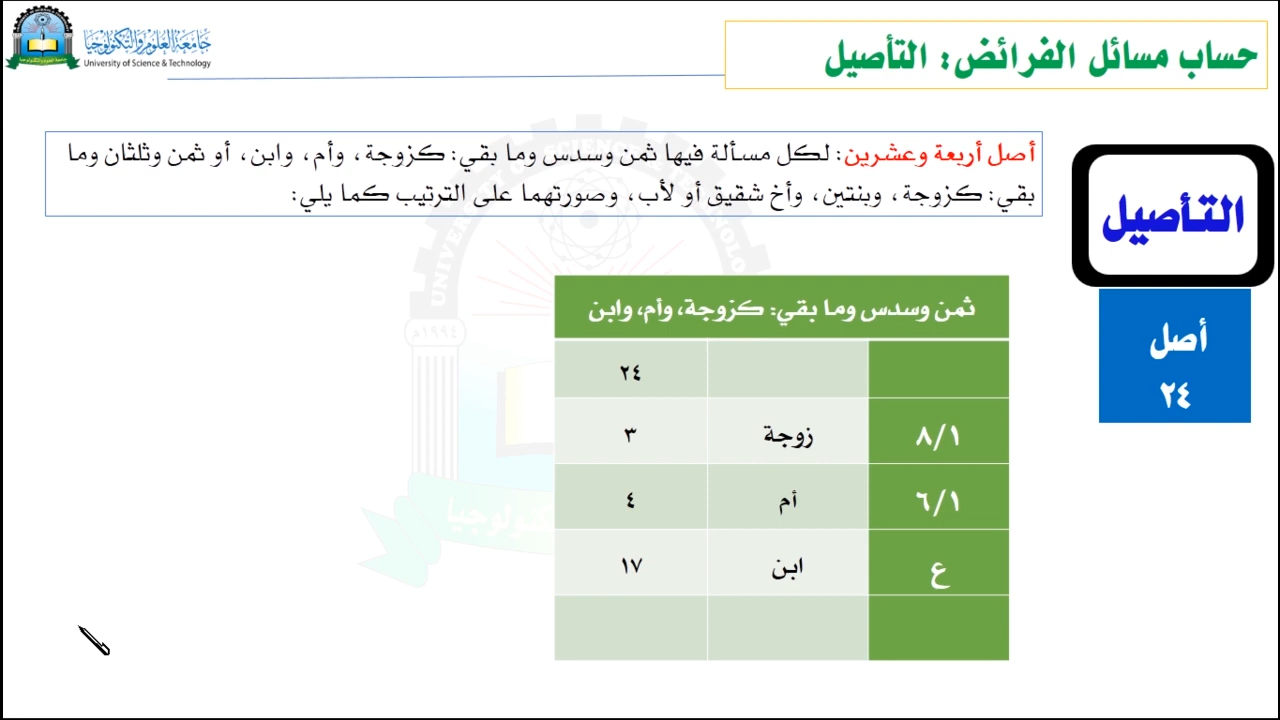 جامعة العلوم والتكنولوجيا
University of Science & Technology
حساب مسائل الفرائض: التأصيل
أصل أربعة وعشرين: لكل مسألة فيها ثمن وسدس وما بقي: كزوجة، وأم، وابن، أو ثمن وثلثان وما
بقي: كزوجة، وبنتين، وأخ شقيق أو لأب، وصورتهما على الترتيب كما يلي:
التأصيل
أصل
٢٤
ثمن وسدس وما بقي: كزوجة، وأم، وابن
٢٤
٨/١ زوجة ٣
٦/١ أم ٤
ع ابن ١٧